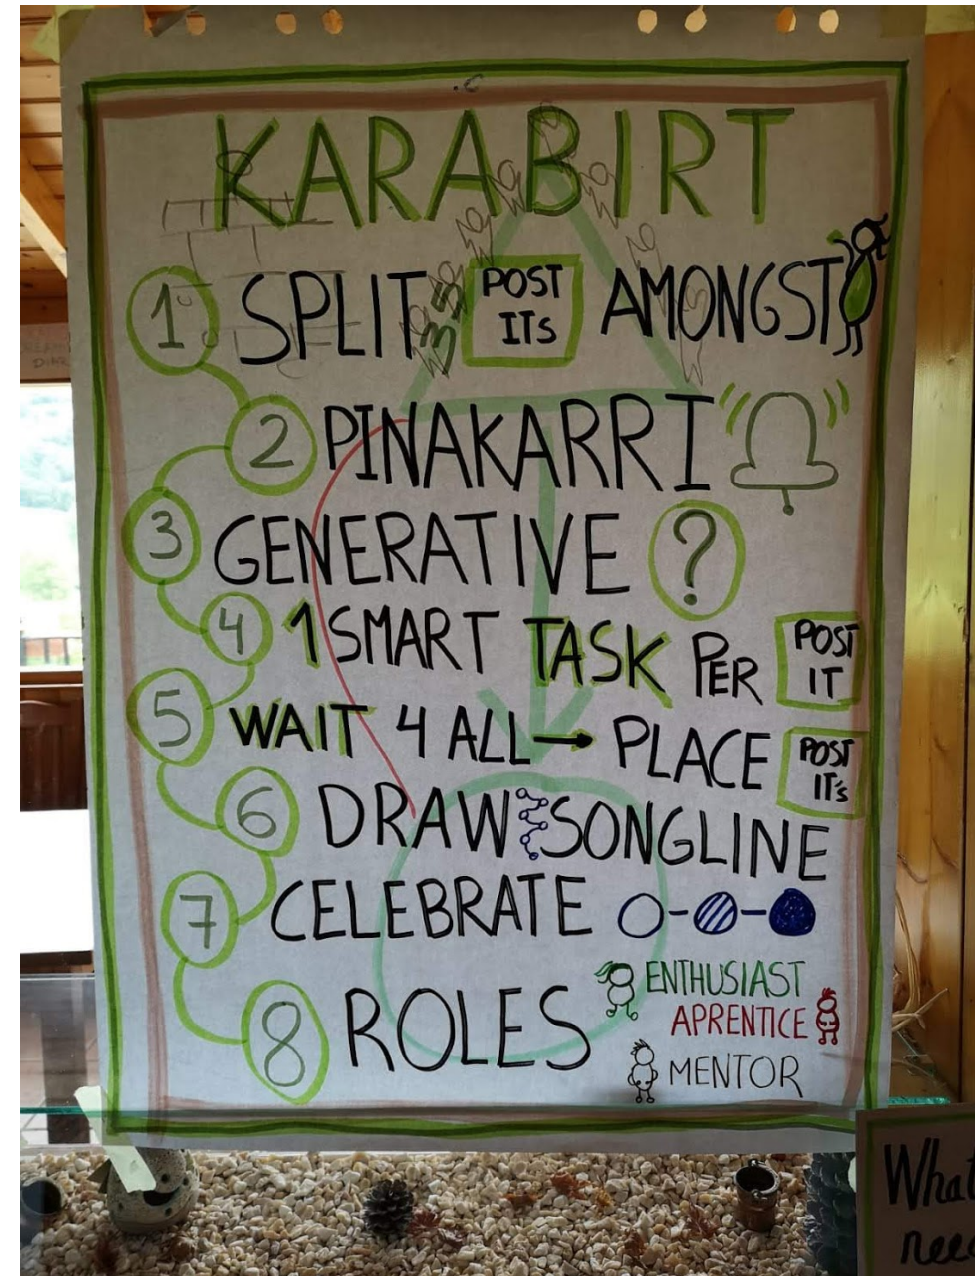 KARABIRT
1 SPLIT 35 POST ITs AMONGST
2 PINAKARRI
3 GENERATIVE ?
4 1 SMART TASK PER POST IT
5 WAIT 4 ALL → PLACE POST IT's
6 DRAW SONGLINE
7 CELEBRATE
8 ROLES
ENTHUSIAST
APRENTICE
MENTOR
What
nee